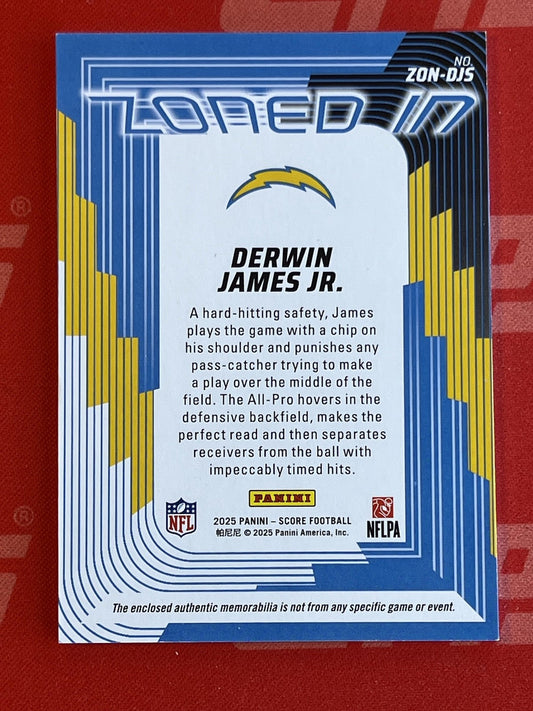 NO.
ZON-DJS
ZONED IN
DERWIN
JAMES JR.
A hard-hitting safety, James
plays the game with a chip on
his shoulder and punishes any
pass-catcher trying to make
a play over the middle of the
field. The All-Pro hovers in the
defensive backfield, makes the
perfect read and then separates
receivers from the ball with
impeccably timed hits.
PANINI
NFL
2025 PANINI – SCORE FOOTBALL
帕尼尼 © 2025 Panini America, Inc.
NFLPA
The enclosed authentic memorabilia is not from any specific game or event.